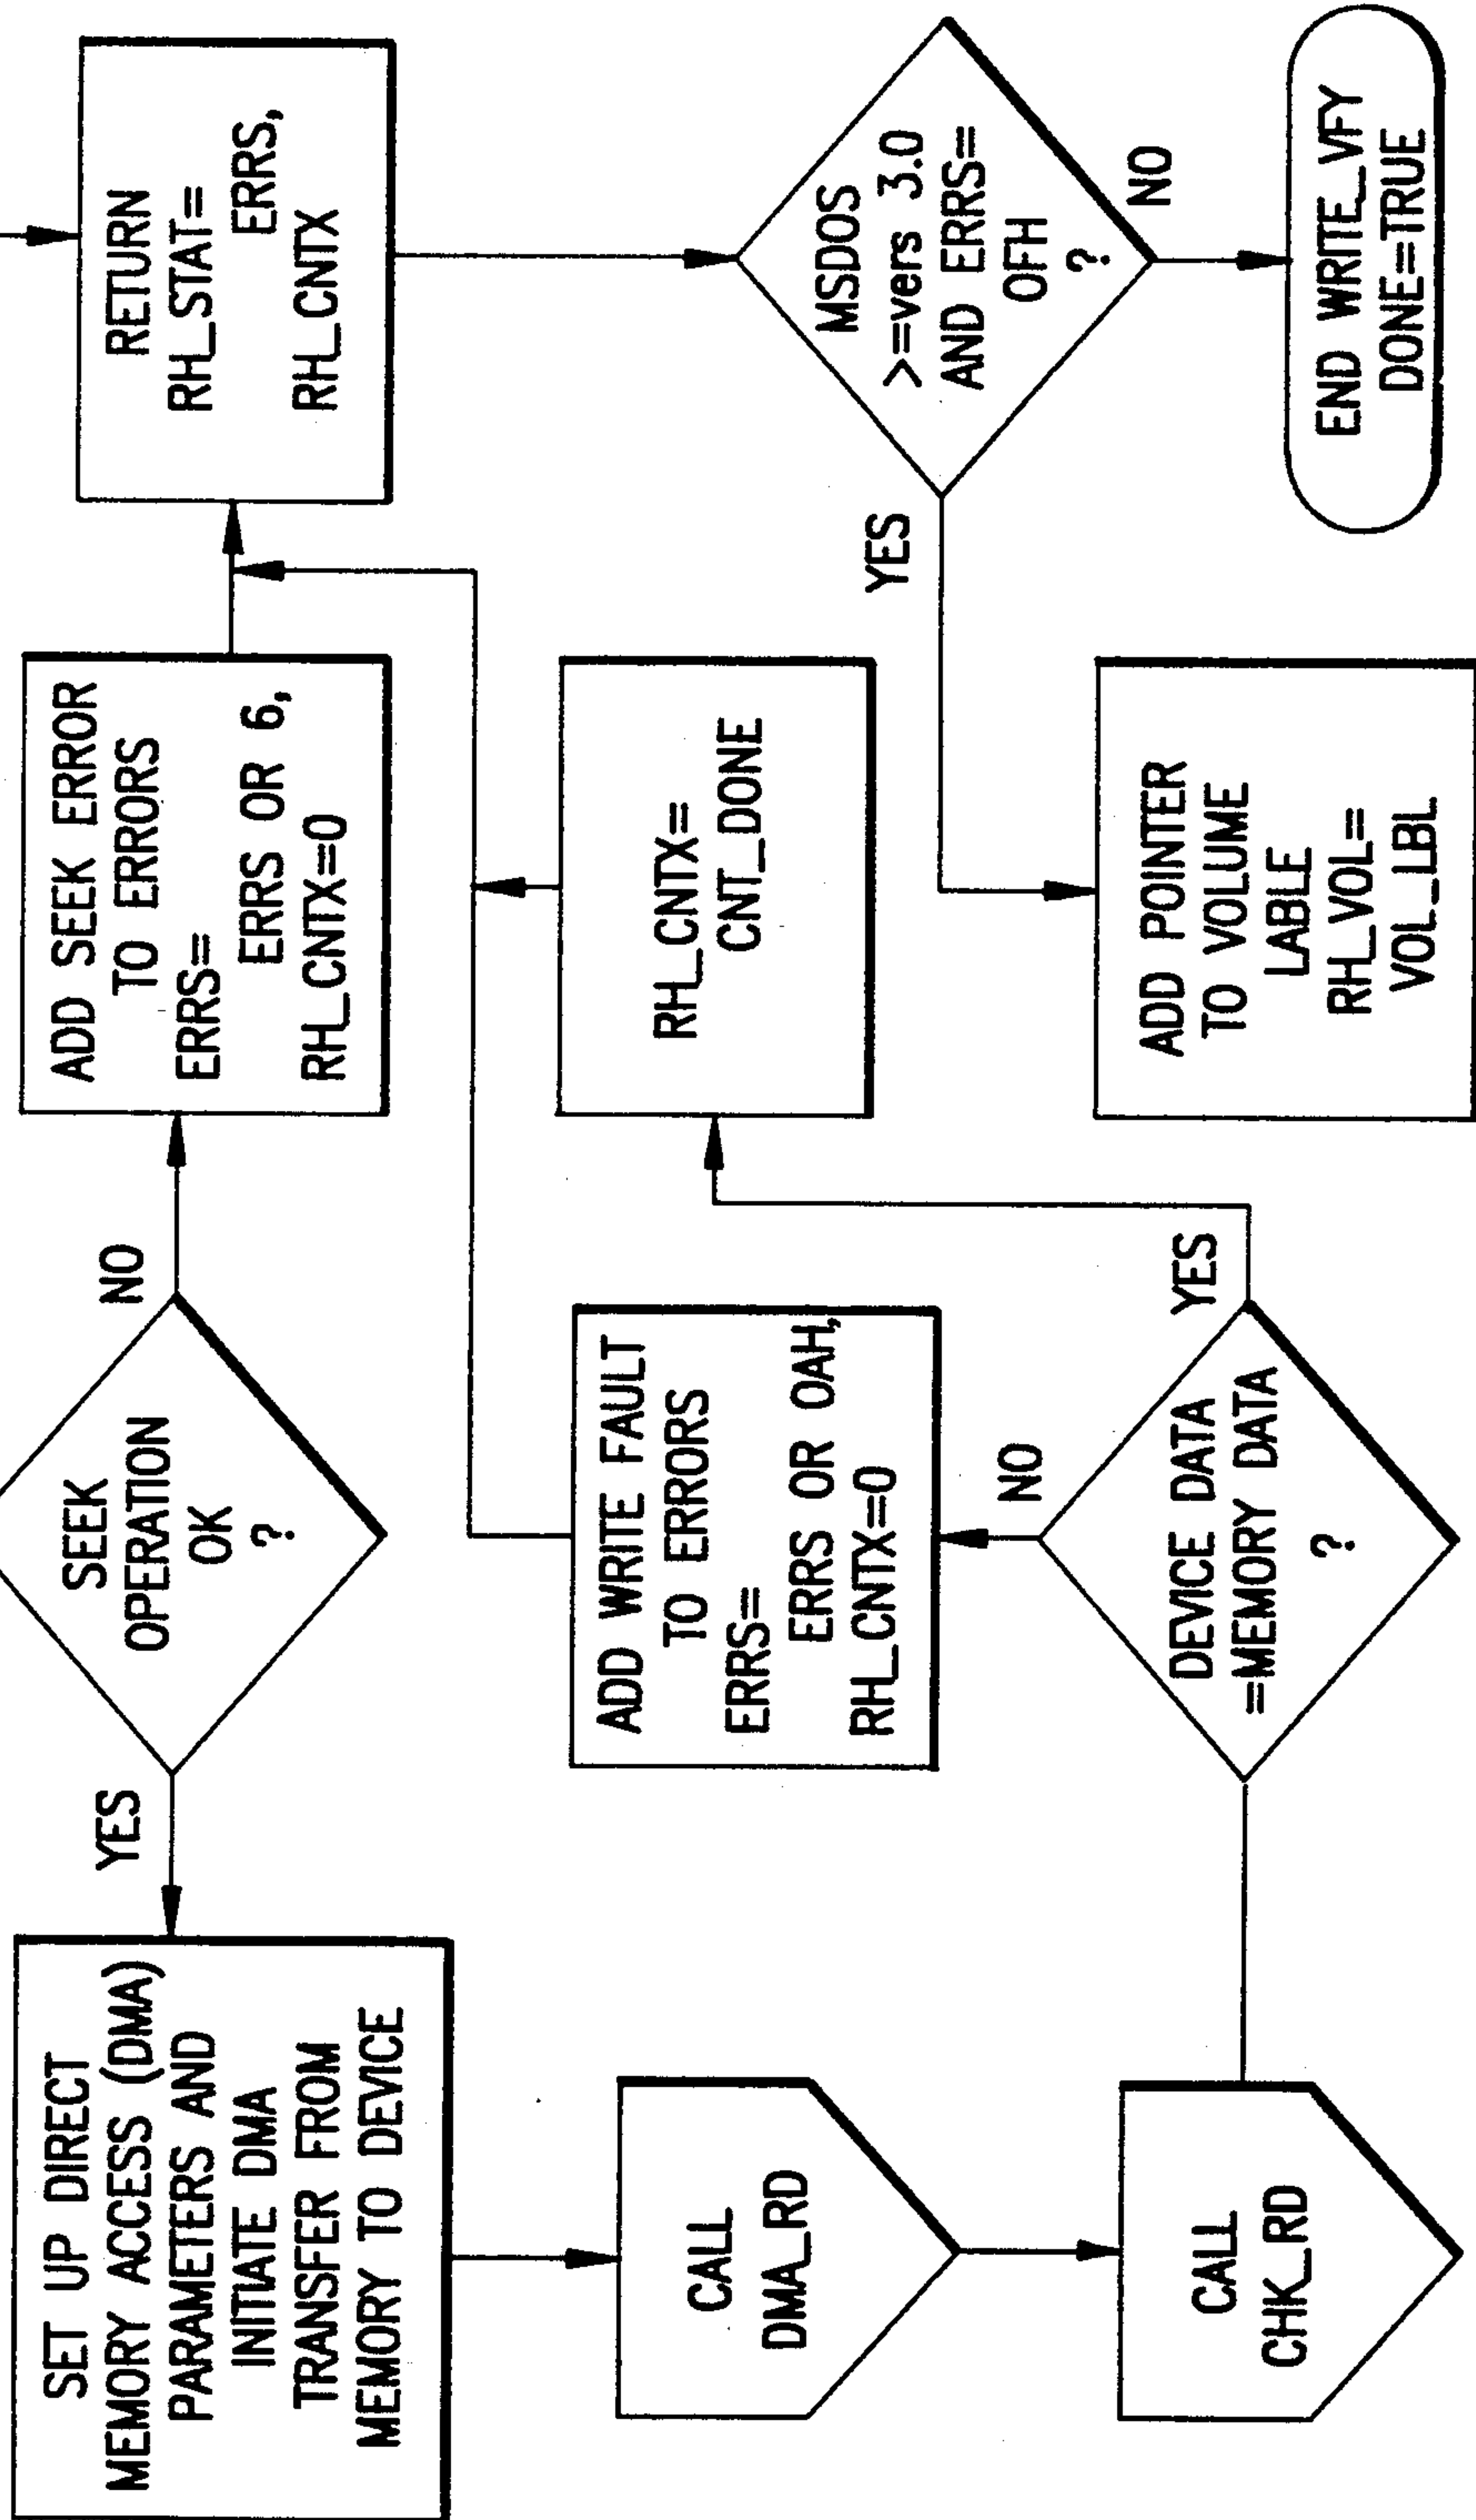 SEEK
OPERATION
OK
?
YES
NO
SET UP DIRECT
MEMORY ACCESS (DMA)
PARAMETERS AND
INITIATE DMA
TRANSFER FROM
MEMORY TO DEVICE
ADD SEEK ERROR
TO ERRORS
ERRS=
ERRS OR 6,
RH_CNTX=0
RETURN
RH_STAT=
ERRS,
RH_CNTX
CALL
DMA_RD
ADD WRITE FAULT
TO ERRORS
ERRS=
ERRS OR OAH,
RH_CNTX=0
RH_CNTX=
CNT_DONE
MSDOS
>=vers 3.0
AND ERRS=
OFH
?
YES
NO
CALL
CHK_RD
DEVICE DATA
=MEMORY DATA
?
NO
YES
ADD POINTER
TO VOLUME
LABLE
RH_VOL=
VOL_LBL
END WRITE_VFY
DONE=TRUE